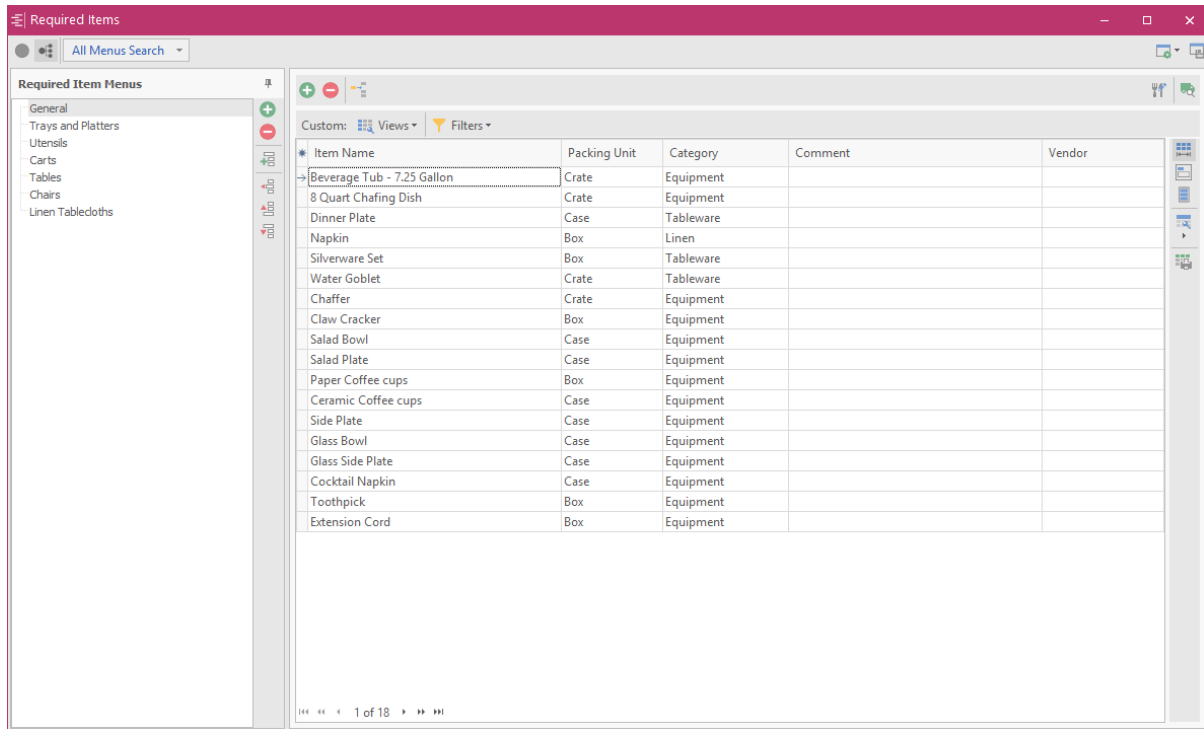 Required Items
All Menus Search
Required Item Menus
General
Trays and Platters
Utensils
Carts
Tables
Chairs
Linen Tablecloths
Custom: Views Filters
Item Name Packing Unit Category Comment Vendor
Beverage Tub - 7.25 Gallon Crate Equipment
8 Quart Chafing Dish Crate Equipment
Dinner Plate Case Tableware
Napkin Box Linen
Silverware Set Box Tableware
Water Goblet Crate Tableware
Chaffer Crate Equipment
Claw Cracker Box Equipment
Salad Bowl Case Equipment
Salad Plate Case Equipment
Paper Coffee cups Box Equipment
Ceramic Coffee cups Case Equipment
Side Plate Case Equipment
Glass Bowl Case Equipment
Glass Side Plate Case Equipment
Cocktail Napkin Case Equipment
Toothpick Box Equipment
Extension Cord Box Equipment
1 of 18